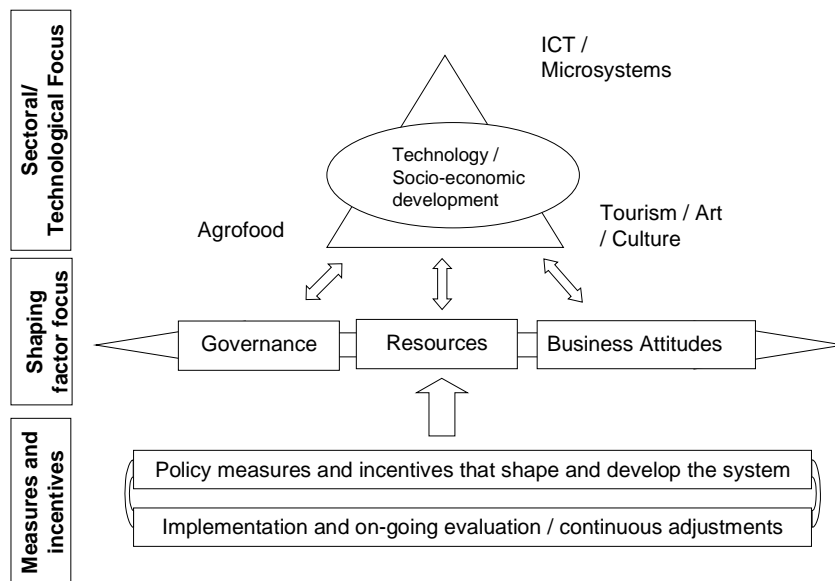 Sectoral/
Technological Focus
ICT /
Microsystems
Technology /
Socio-economic
development
Agrofood
Tourism / Art
/ Culture
Shaping
factor focus
Governance
Resources
Business Attitudes
Measures and
incentives
Policy measures and incentives that shape and develop the system
Implementation and on-going evaluation / continuous adjustments